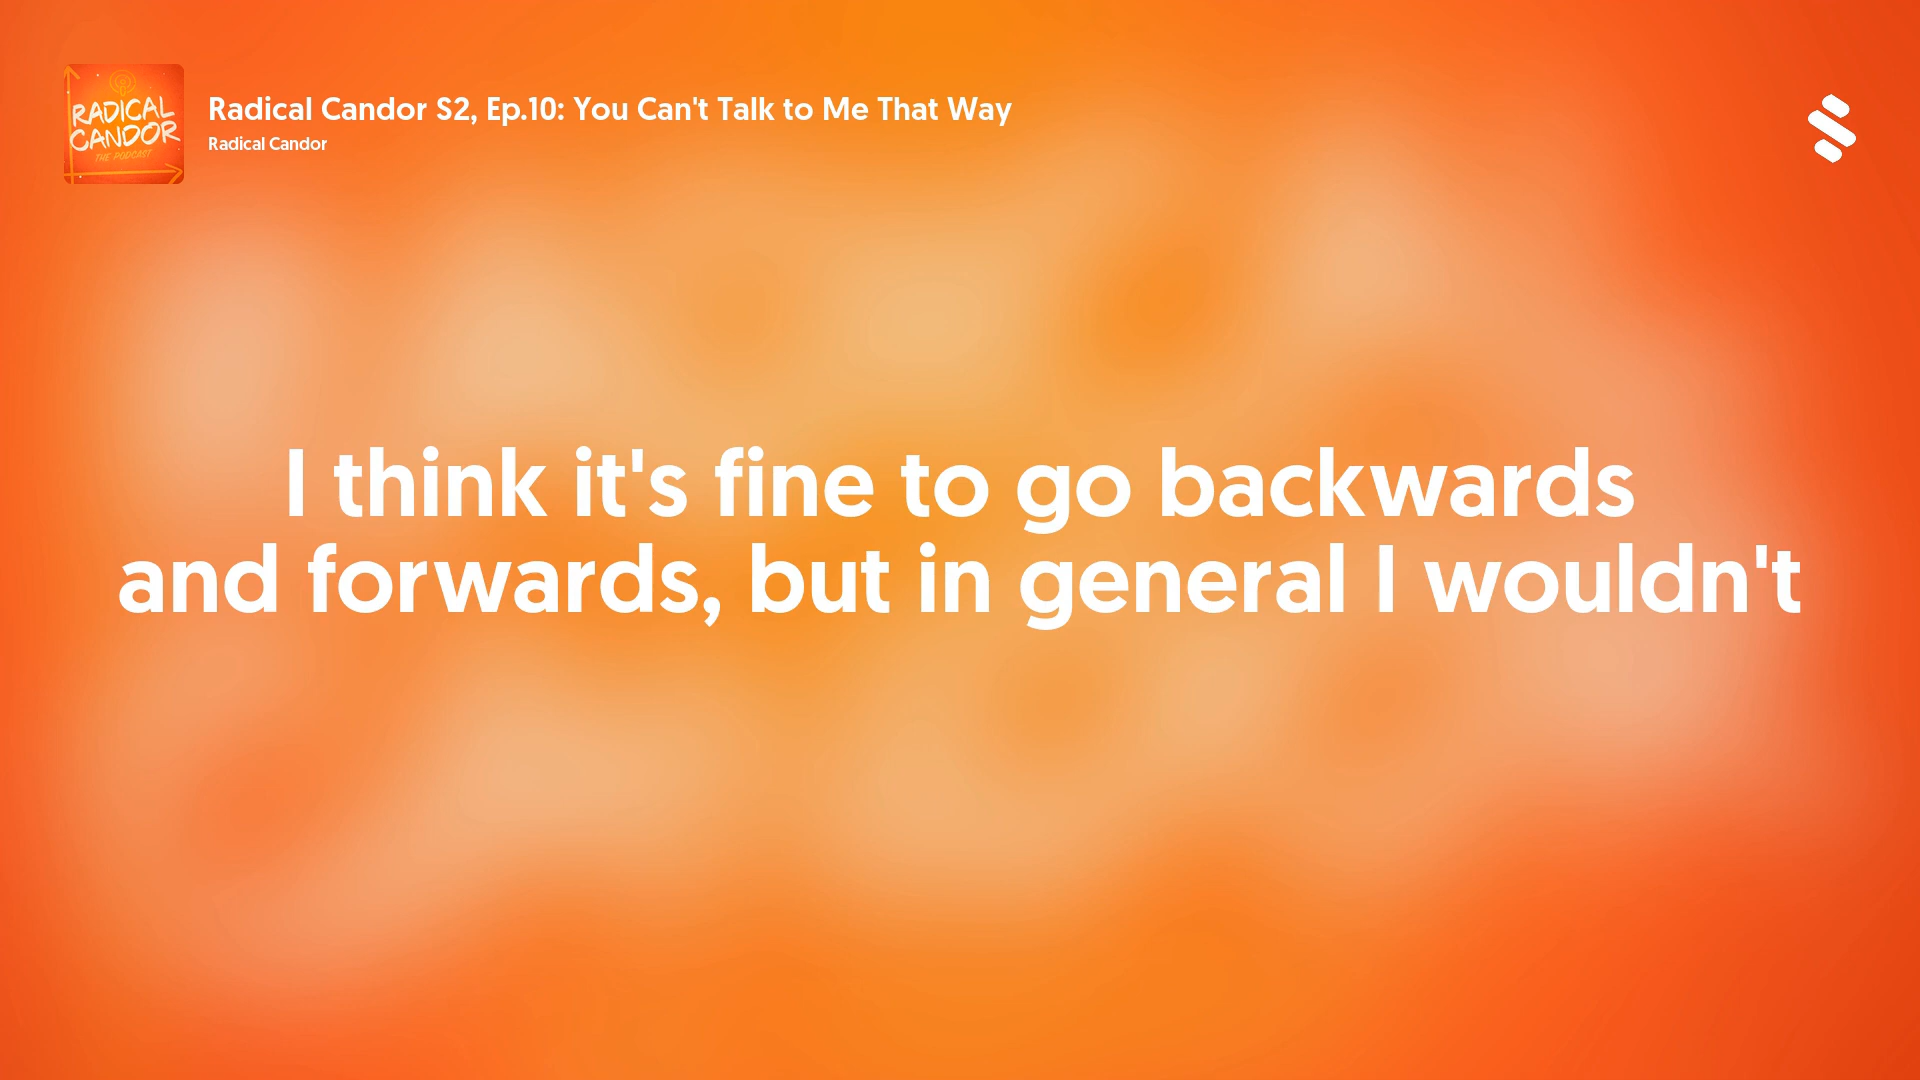 RADICAL
CANDOR
THE PODCAST
Radical Candor S2, Ep.10: You Can't Talk to Me That Way
Radical Candor
I think it's fine to go backwards
and forwards, but in general I wouldn't